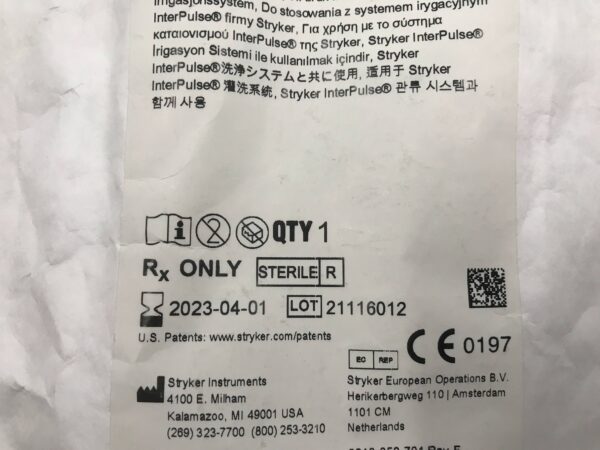 Irrigasjonssystem, Do stosowania z systemem irygacyjnym
InterPulse® firmy Stryker, Για χρήση με το σύστημα
καταιονισμού InterPulse® της Stryker, Stryker InterPulse®
İrigasyon Sistemi ile kullanılmak içindir, Stryker
InterPulse®洗浄システムと共に使用, 适用于 Stryker
InterPulse® 灌洗系统, Stryker InterPulse® 관류 시스템과
함께 사용
2 QTY 1
Rx ONLY STERILE R
2023-04-01 LOT 21116012
U.S. Patents: www.stryker.com/patents
EC REP CE 0197
Stryker Instruments
4100 E. Milham
Kalamazoo, MI 49001 USA
(269) 323-7700 (800) 253-3210
Stryker European Operations B.V.
Herikerbergweg 110 | Amsterdam
1101 CM
Netherlands